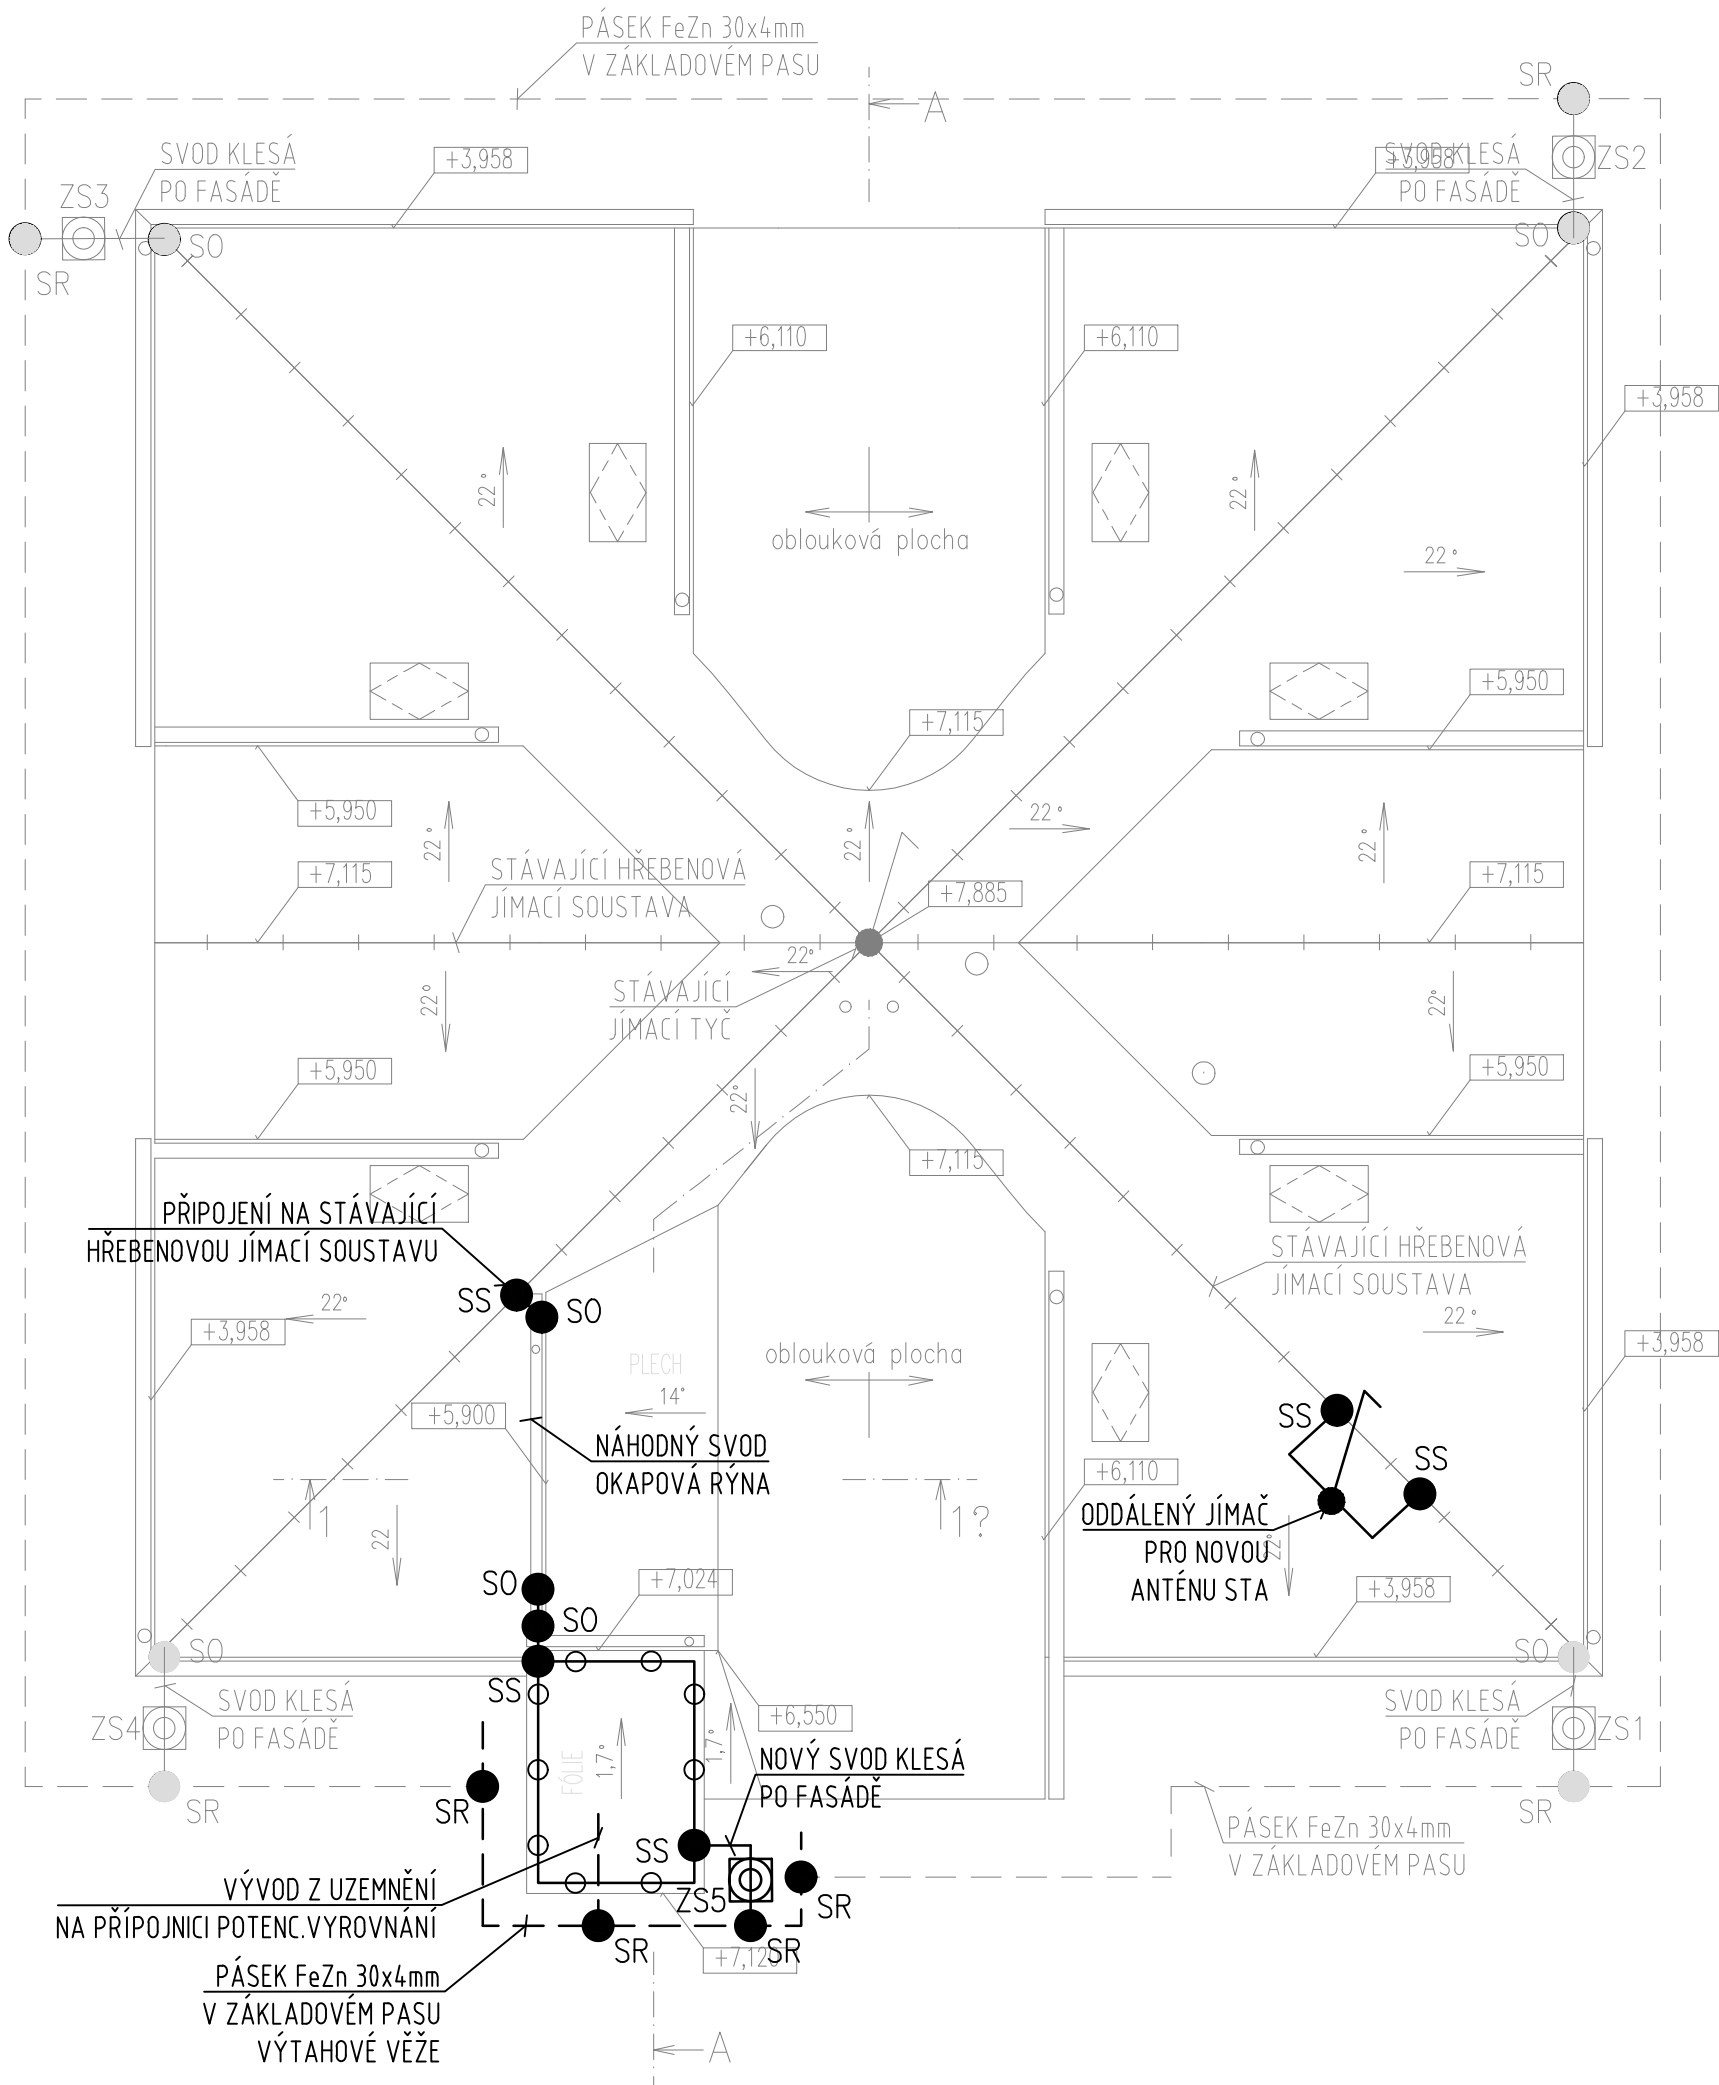 PÁSEK FeZn 30x4mm
V ZÁKLADOVÉM PASU
SR
A
SVOD KLESÁ
PO FASÁDĚ
+3,958
+3,958
SVOD KLESÁ
PO FASÁDĚ
ZS2
ZS3
SO
SO
SR
+6,110
+6,110
+3,958
22°
22°
oblouková plocha
22°
+5,950
+7,115
+5,950
22°
22°
22°
22°
+7,115
STÁVAJÍCÍ HŘEBENOVÁ
JÍMACÍ SOUSTAVA
+7,115
+7,885
22°
STÁVAJÍCÍ
JÍMACÍ TYČ
22°
22°
+5,950
+5,950
22°
+7,115
PŘIPOJENÍ NA STÁVAJÍCÍ
HŘEBENOVOU JÍMACÍ SOUSTAVU
STÁVAJÍCÍ HŘEBENOVÁ
JÍMACÍ SOUSTAVA
SS
SO
22°
+3,958
22°
+3,958
PLECH
oblouková plocha
14°
+5,900
SS
NÁHODNÝ SVOD
OKAPOVÁ RÝNA
+6,110
SS
1
1?
ODDÁLENÝ JÍMAČ
PRO NOVOU
ANTÉNU STA
22
22°
SO
+7,024
+3,958
SO
SO
SO
SS
SVOD KLESÁ
PO FASÁDĚ
ZS4
+6,550
SVOD KLESÁ
PO FASÁDĚ
ZS1
1,7°
FÓLIE
1,7°
NOVÝ SVOD KLESÁ
PO FASÁDĚ
SR
SR
SR
PÁSEK FeZn 30x4mm
V ZÁKLADOVÉM PASU
SS
VÝVOD Z UZEMNĚNÍ
NA PŘÍPOJNICI POTENC.VYROVNÁNÍ
ZS5
SR
SR
SR
+7,120
PÁSEK FeZn 30x4mm
V ZÁKLADOVÉM PASU
VÝTAHOVÉ VĚŽE
A